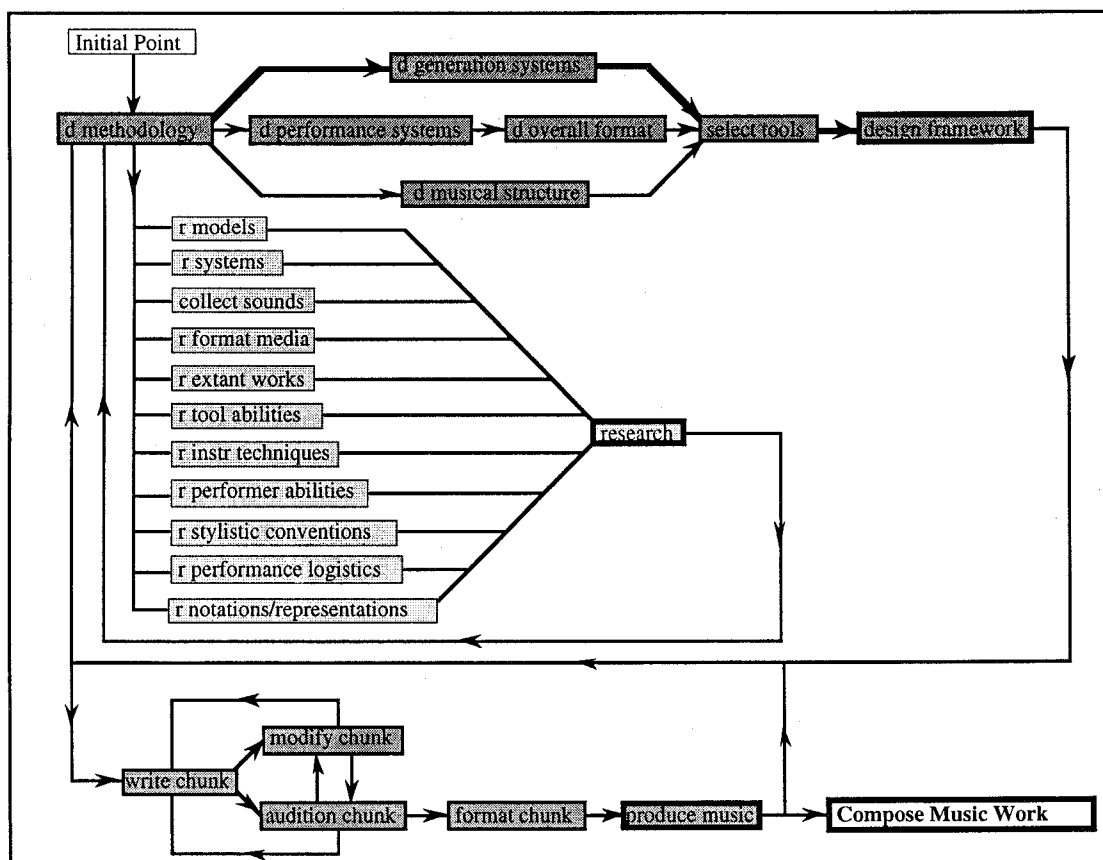 Initial Point
d generation systems
d methodology
d performance systems
d overall format
select tools
design framework
d musical structure
r models
r systems
collect sounds
r format media
r extant works
r tool abilities
research
r instr techniques
r performer abilities
r stylistic conventions
r performance logistics
r notations/representations
modify chunk
write chunk
audition chunk
format chunk
produce music
Compose Music Work